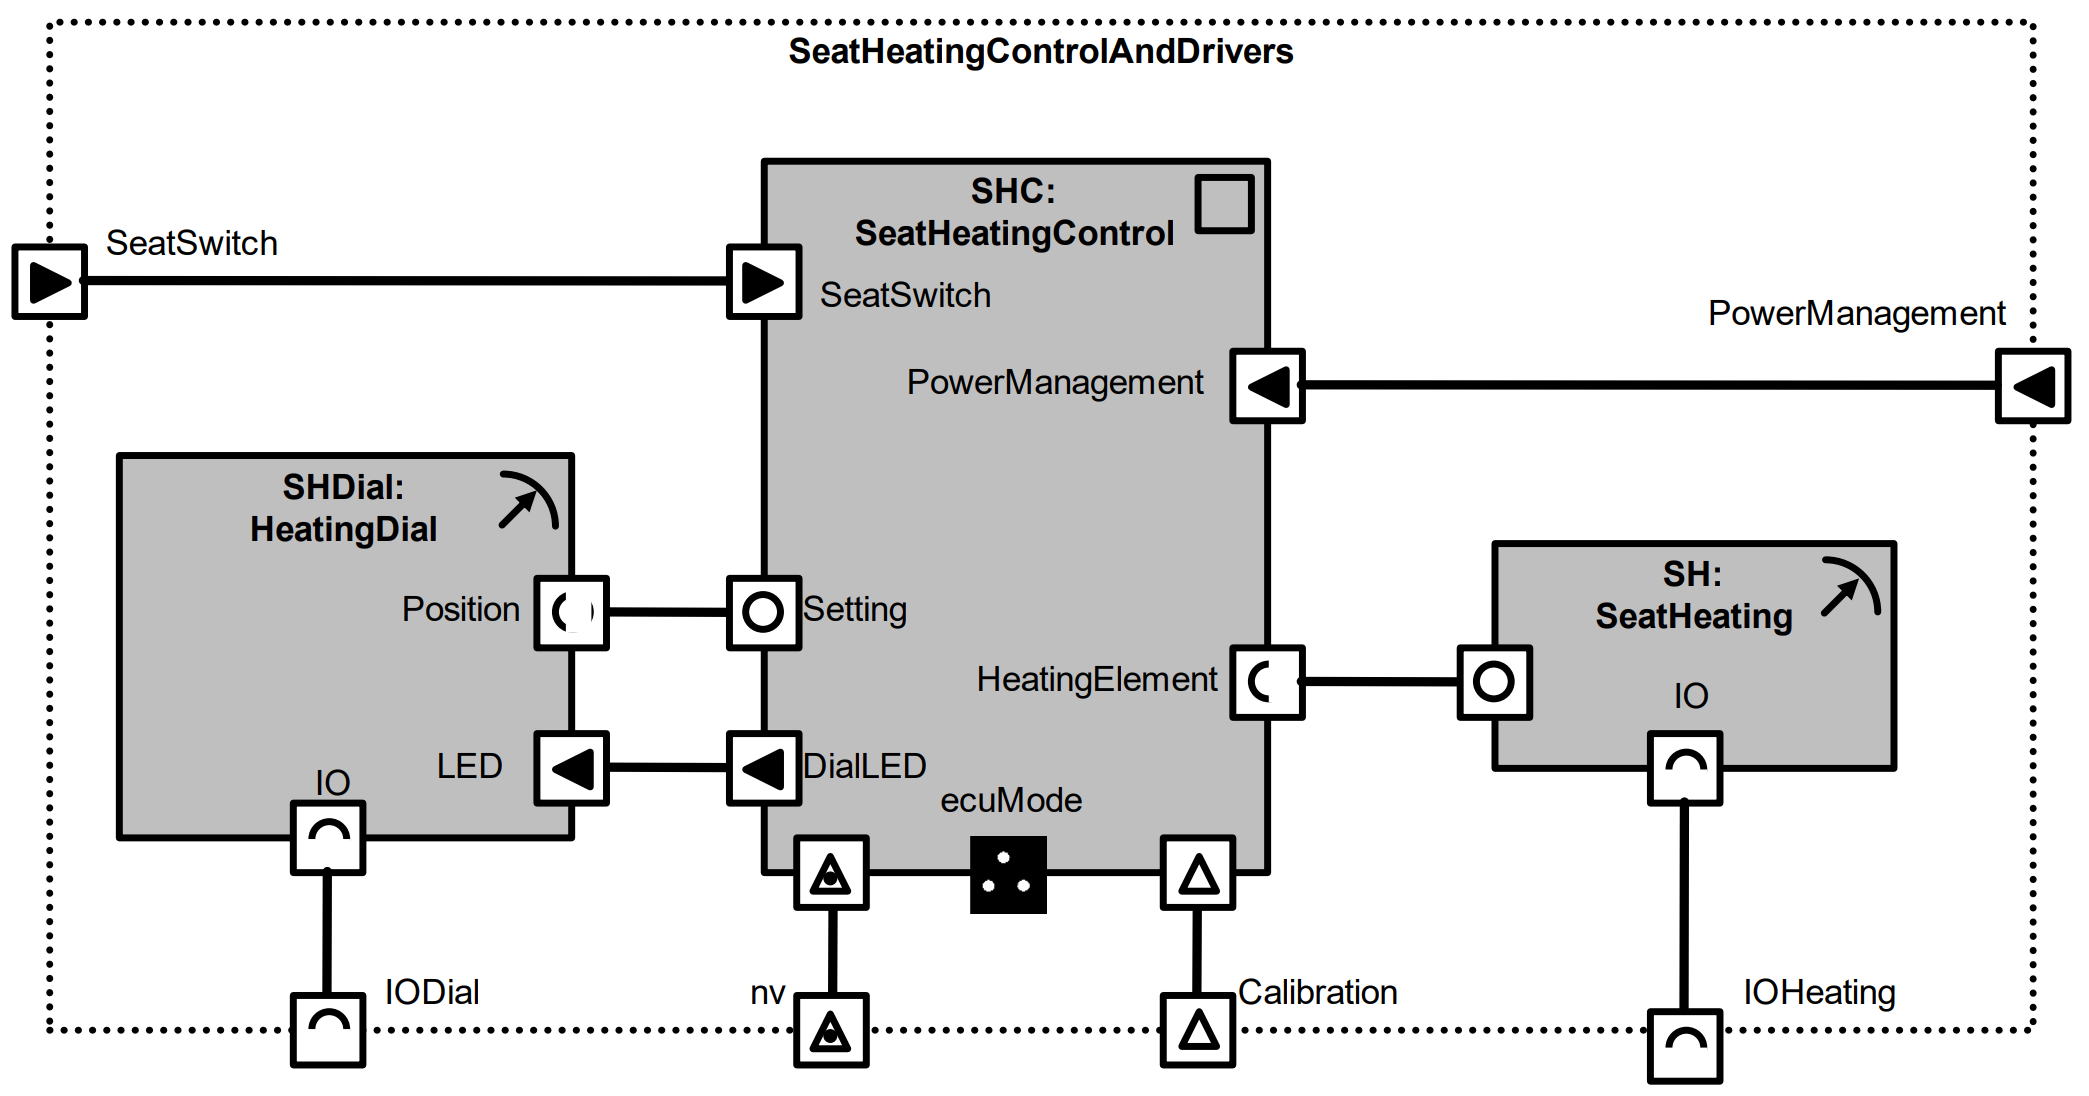 SeatHeatingControlAndDrivers
SHC:
SeatHeatingControl
SeatSwitch
SeatSwitch
PowerManagement
PowerManagement
SHDial:
HeatingDial
SH:
SeatHeating
Position
Setting
HeatingElement
IO
LED
DialLED
IO
ecuMode
IODial
nv
Calibration
IOHeating